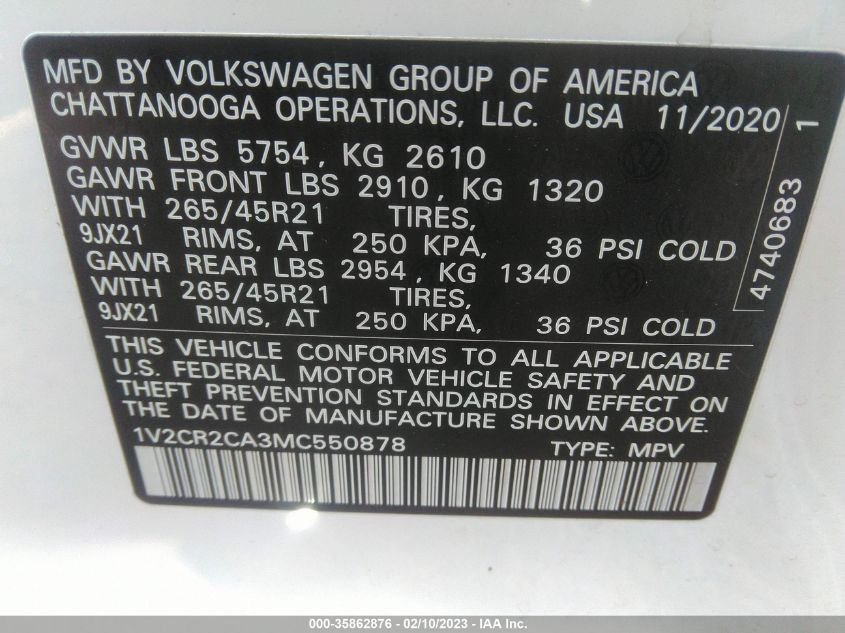 MFD BY VOLKSWAGEN GROUP OF AMERICA
CHATTANOOGA OPERATIONS, LLC. USA 11/2020
GVWR LBS 5754, KG 2610
GAWR FRONT LBS 2910, KG 1320
WITH 265/45R21 TIRES,
9JX21 RIMS, AT 250 KPA, 36 PSI COLD
GAWR REAR LBS 2954, KG 1340
WITH 265/45R21 TIRES,
9JX21 RIMS, AT 250 KPA, 36 PSI COLD
4740683 1
THIS VEHICLE CONFORMS TO ALL APPLICABLE
U.S. FEDERAL MOTOR VEHICLE SAFETY AND
THEFT PREVENTION STANDARDS IN EFFECT ON
THE DATE OF MANUFACTURE SHOWN ABOVE.
1V2CR2CA3MC550878 TYPE: MPV
000-35862876 - 02/10/2023 - IAA Inc.